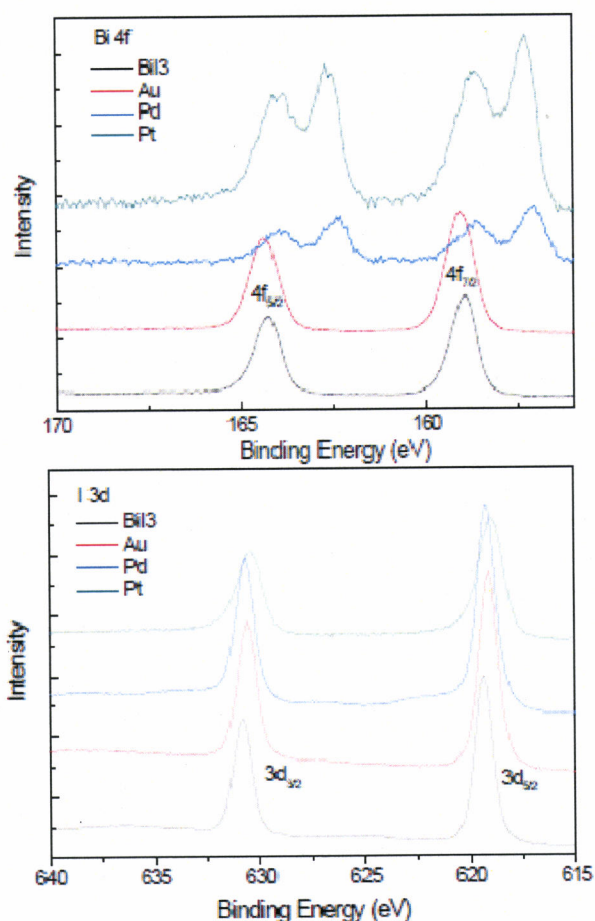 Bi 4f
BiI3
Au
Pd
Pt
Intensity
4f5/2
4f7/2
170
165
160
Binding Energy (eV)
I 3d
BiI3
Au
Pd
Pt
Intensity
3d3/2
3d5/2
640
635
630
625
620
615
Binding Energy (eV)